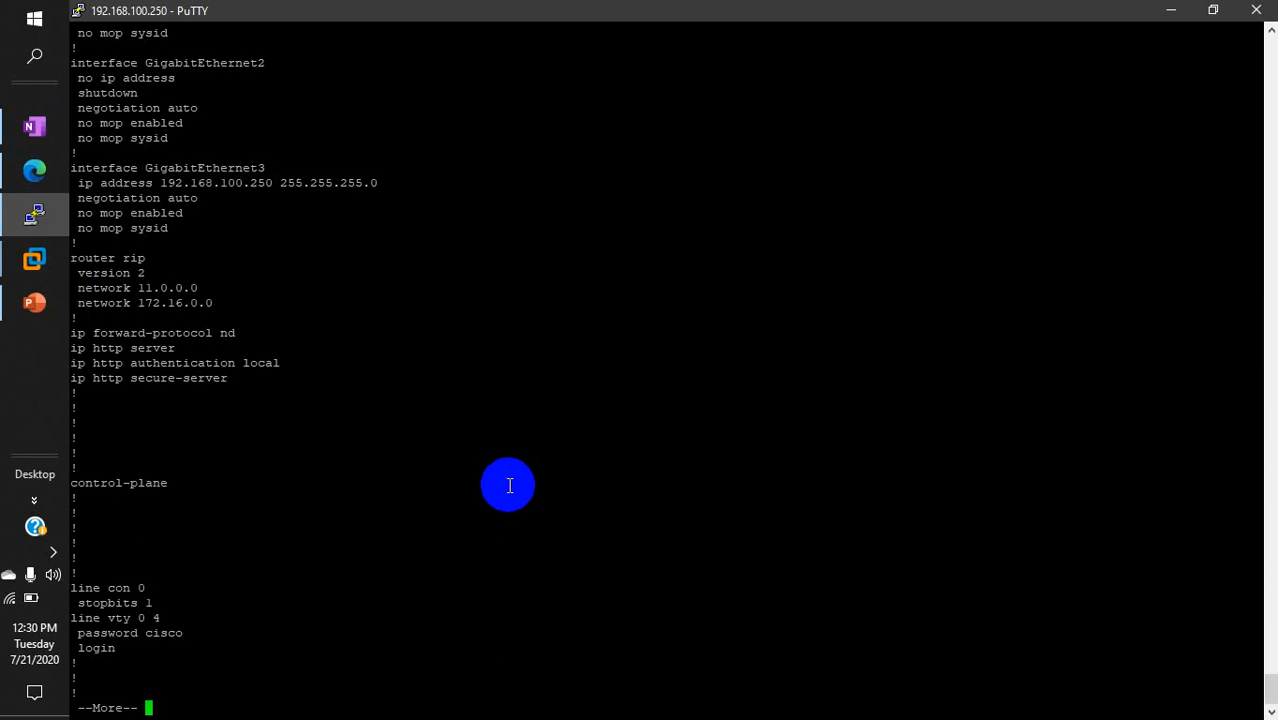 192.168.100.250 - PuTTY
no mop sysid
!
interface GigabitEthernet2
no ip address
shutdown
negotiation auto
no mop enabled
no mop sysid
!
interface GigabitEthernet3
ip address 192.168.100.250 255.255.255.0
negotiation auto
no mop enabled
no mop sysid
!
router rip
version 2
network 11.0.0.0
network 172.16.0.0
!
ip forward-protocol nd
ip http server
ip http authentication local
ip http secure-server
!
!
!
!
!
!
control-plane
!
!
!
!
!
!
line con 0
stopbits 1
line vty 0 4
password cisco
login
!
!
!
--More--
Desktop
12:30 PM
Tuesday
7/21/2020